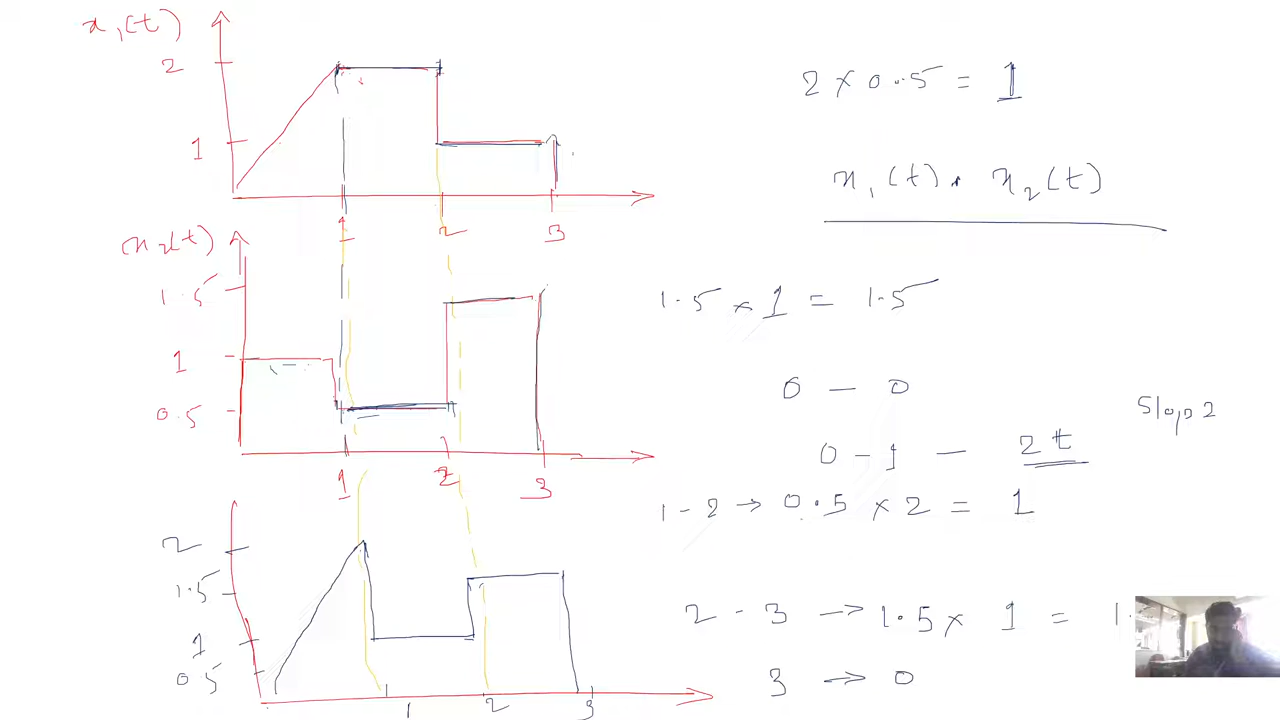 x₁(t)
2
1
1
2
3
x₂(t)
1.5
1
0.5
1
2
3
2
1.5
1
0.5
1
2
3
2 x 0.5 = 1
x₁(t) . x₂(t)
1.5 x 1 = 1.5
0 - 0
0 - 1 - 2t
Slop2
1 - 2 → 0.5 x 2 = 1
2 - 3 → 1.5 x 1 = 1.
3 → 0